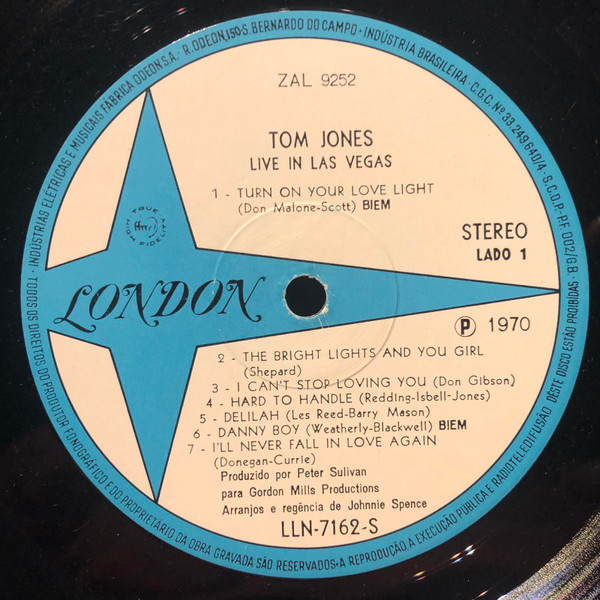 INDÚSTRIAS ELÉTRICAS E MUSICAIS FÁBRICA ODEON.S.A.- R.ODEON,150-S.BERNARDO DO CAMPO - INDÚSTRIA BRASILEIRA - C.G.C. Nº 33.249.640/4 - S.C.D.P.-P.F. 002/G.B.
ZAL 9252
TOM JONES
LIVE IN LAS VEGAS
1 - TURN ON YOUR LOVE LIGHT
(Don Malone-Scott) BIEM
TRUE
ffrr
HIGH FIDELITY
STEREO
LADO 1
LONDON
P 1970
2 - THE BRIGHT LIGHTS AND YOU GIRL
(Shepard)
3 - I CAN'T STOP LOVING YOU (Don Gibson)
4 - HARD TO HANDLE (Redding-Isbell-Jones)
5 - DELILAH (Les Reed-Barry Mason)
6 - DANNY BOY (Weatherly-Blackwell) BIEM
7 - I'LL NEVER FALL IN LOVE AGAIN
(Donegan-Currie)
Produzido por Peter Sulivan
para Gordon Mills Productions
Arranjos e regência de Johnnie Spence
LLN-7162-S
TODOS OS DIREITOS DO PRODUTOR FONOGRÁFICO E DO PROPRIETARIO DA OBRA GRAVADA SÃO RESERVADOS-A REPRODUÇÃO, A EXECUÇÃO PUBLICA E RADIOTELEDIFUSÃO DÊSTE DISCO ESTÃO PROIBIDAS